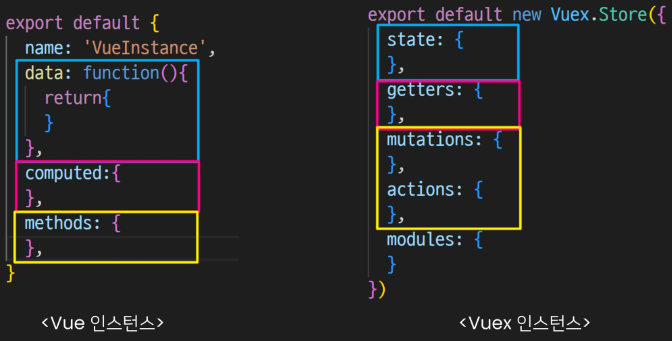 export default {
name: 'VueInstance',
data: function(){
return{
}
},
computed:{
},
methods: {
},
}
<Vue 인스턴스>
export default new Vuex.Store({
state: {
},
getters: {
},
mutations: {
},
actions: {
},
modules: {
}
})
<Vuex 인스턴스>